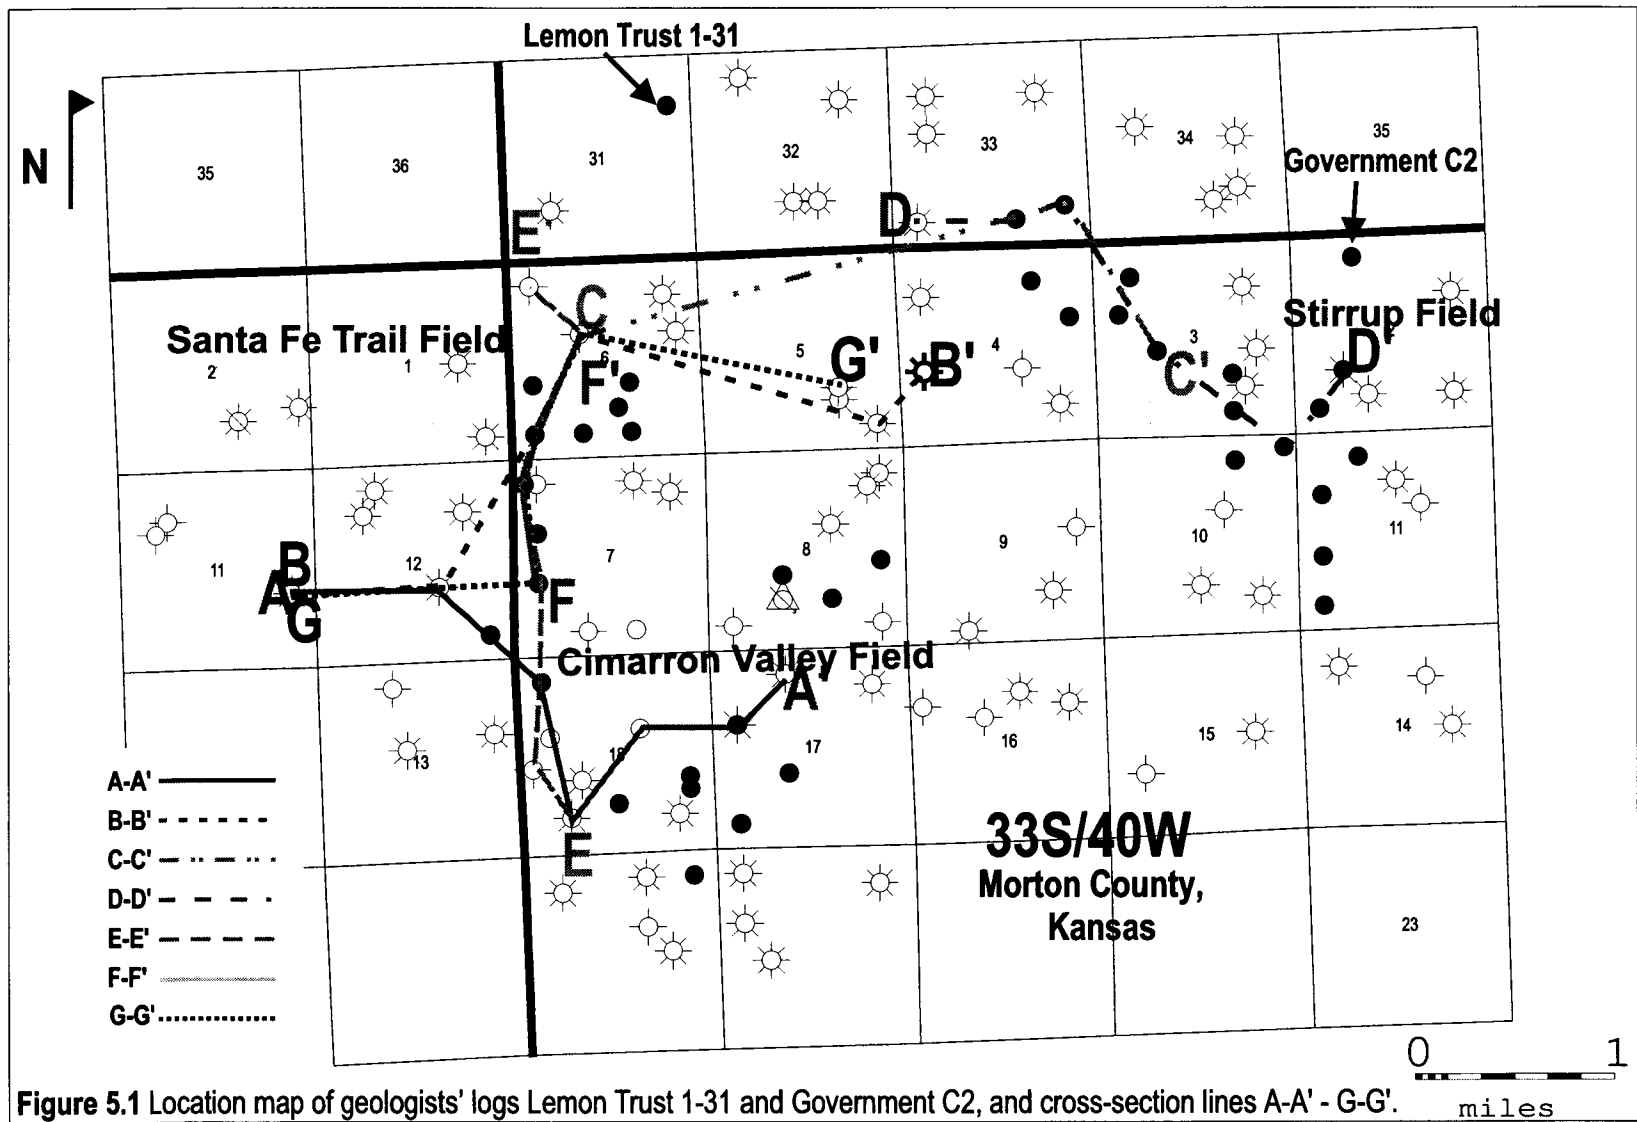 Lemon Trust 1-31
N
35
36
31
32
33
34
35
Government C2
E'
D
C
Santa Fe Trail Field
Stirrup Field
2
1
6
5
4
3
G'
B'
D'
F'
C'
B
A
G
11
12
7
8
9
10
11
F
Cimarron Valley Field
A'
13
18
17
16
15
14
E
A-A'
B-B'
C-C'
D-D'
E-E'
F-F'
G-G'
33S/40W
Morton County,
Kansas
23
0 1
miles
Figure 5.1 Location map of geologists' logs Lemon Trust 1-31 and Government C2, and cross-section lines A-A' - G-G'.